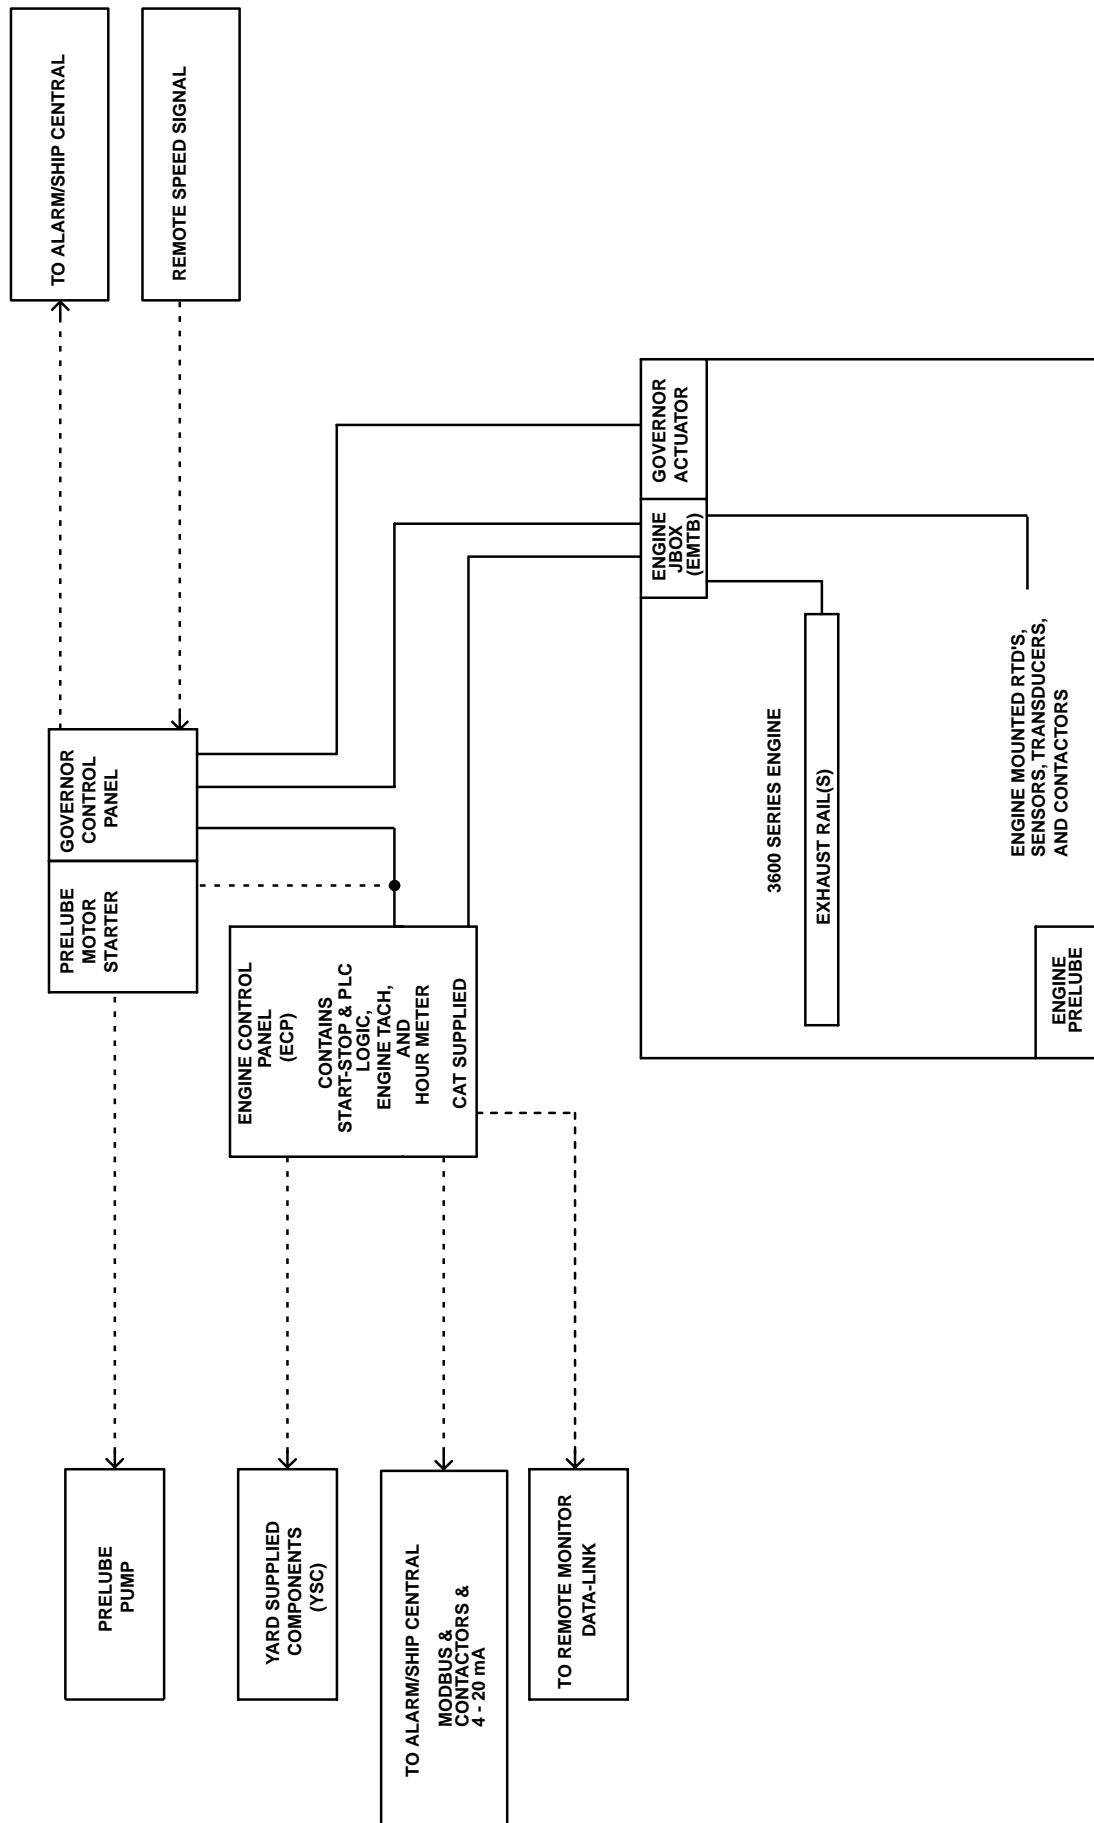 TO ALARM/SHIP CENTRAL
REMOTE SPEED SIGNAL
GOVERNOR
CONTROL
PANEL
PRELUBE
MOTOR
STARTER
GOVERNOR
ACTUATOR
ENGINE
JBOX
(EMTB)
ENGINE CONTROL
PANEL
(ECP)
CONTAINS
START-STOP & PLC
LOGIC,
ENGINE TACH,
AND
HOUR METER
CAT SUPPLIED
3600 SERIES ENGINE
EXHAUST RAIL(S)
ENGINE MOUNTED RTD'S,
SENSORS, TRANSDUCERS,
AND CONTACTORS
ENGINE
PRELUBE
PRELUBE
PUMP
YARD SUPPLIED
COMPONENTS
(YSC)
TO ALARM/SHIP CENTRAL
MODBUS &
CONTACTORS &
4 - 20 mA
TO REMOTE MONITOR
DATA-LINK